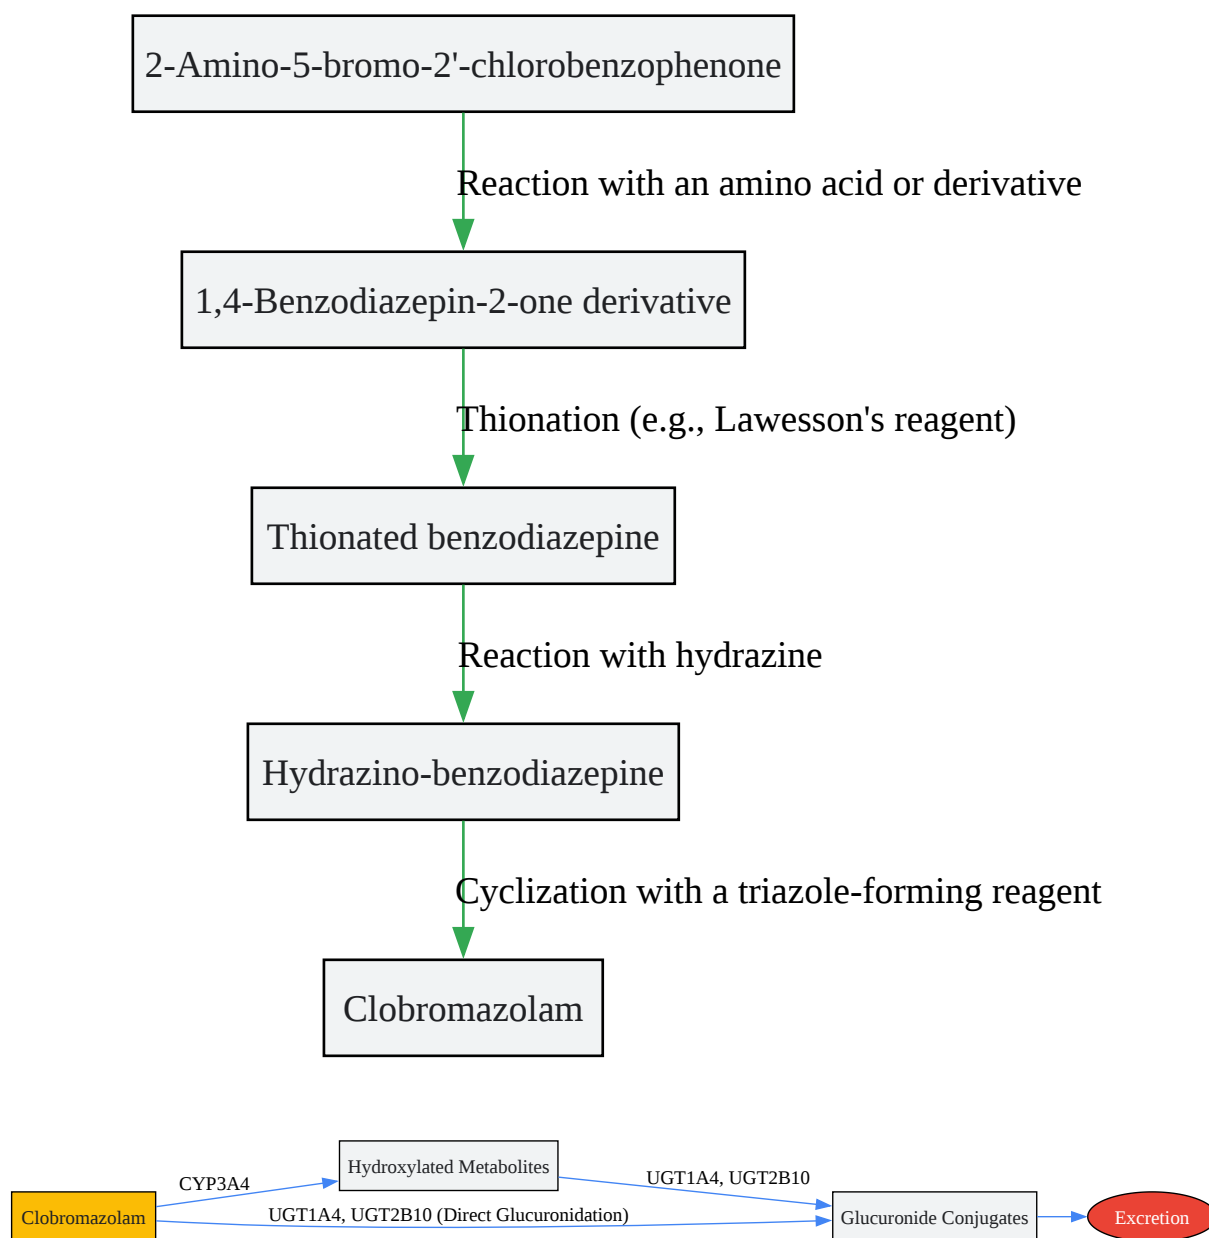 2-Amino-5-bromo-2'-chlorobenzophenone
Reaction with an amino acid or derivative
1,4-Benzodiazepin-2-one derivative
Thionation (e.g., Lawesson's reagent)
Thionated benzodiazepine
Reaction with hydrazine
Hydrazino-benzodiazepine
Cyclization with a triazole-forming reagent
Clobromazolam
Clobromazolam
CYP3A4
Hydroxylated Metabolites
UGT1A4, UGT2B10
UGT1A4, UGT2B10 (Direct Glucuronidation)
Glucuronide Conjugates
Excretion